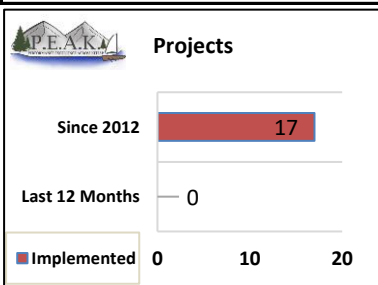 P.E.A.K.
Projects
Since 2012
17
Last 12 Months
0
Implemented
0 10 20